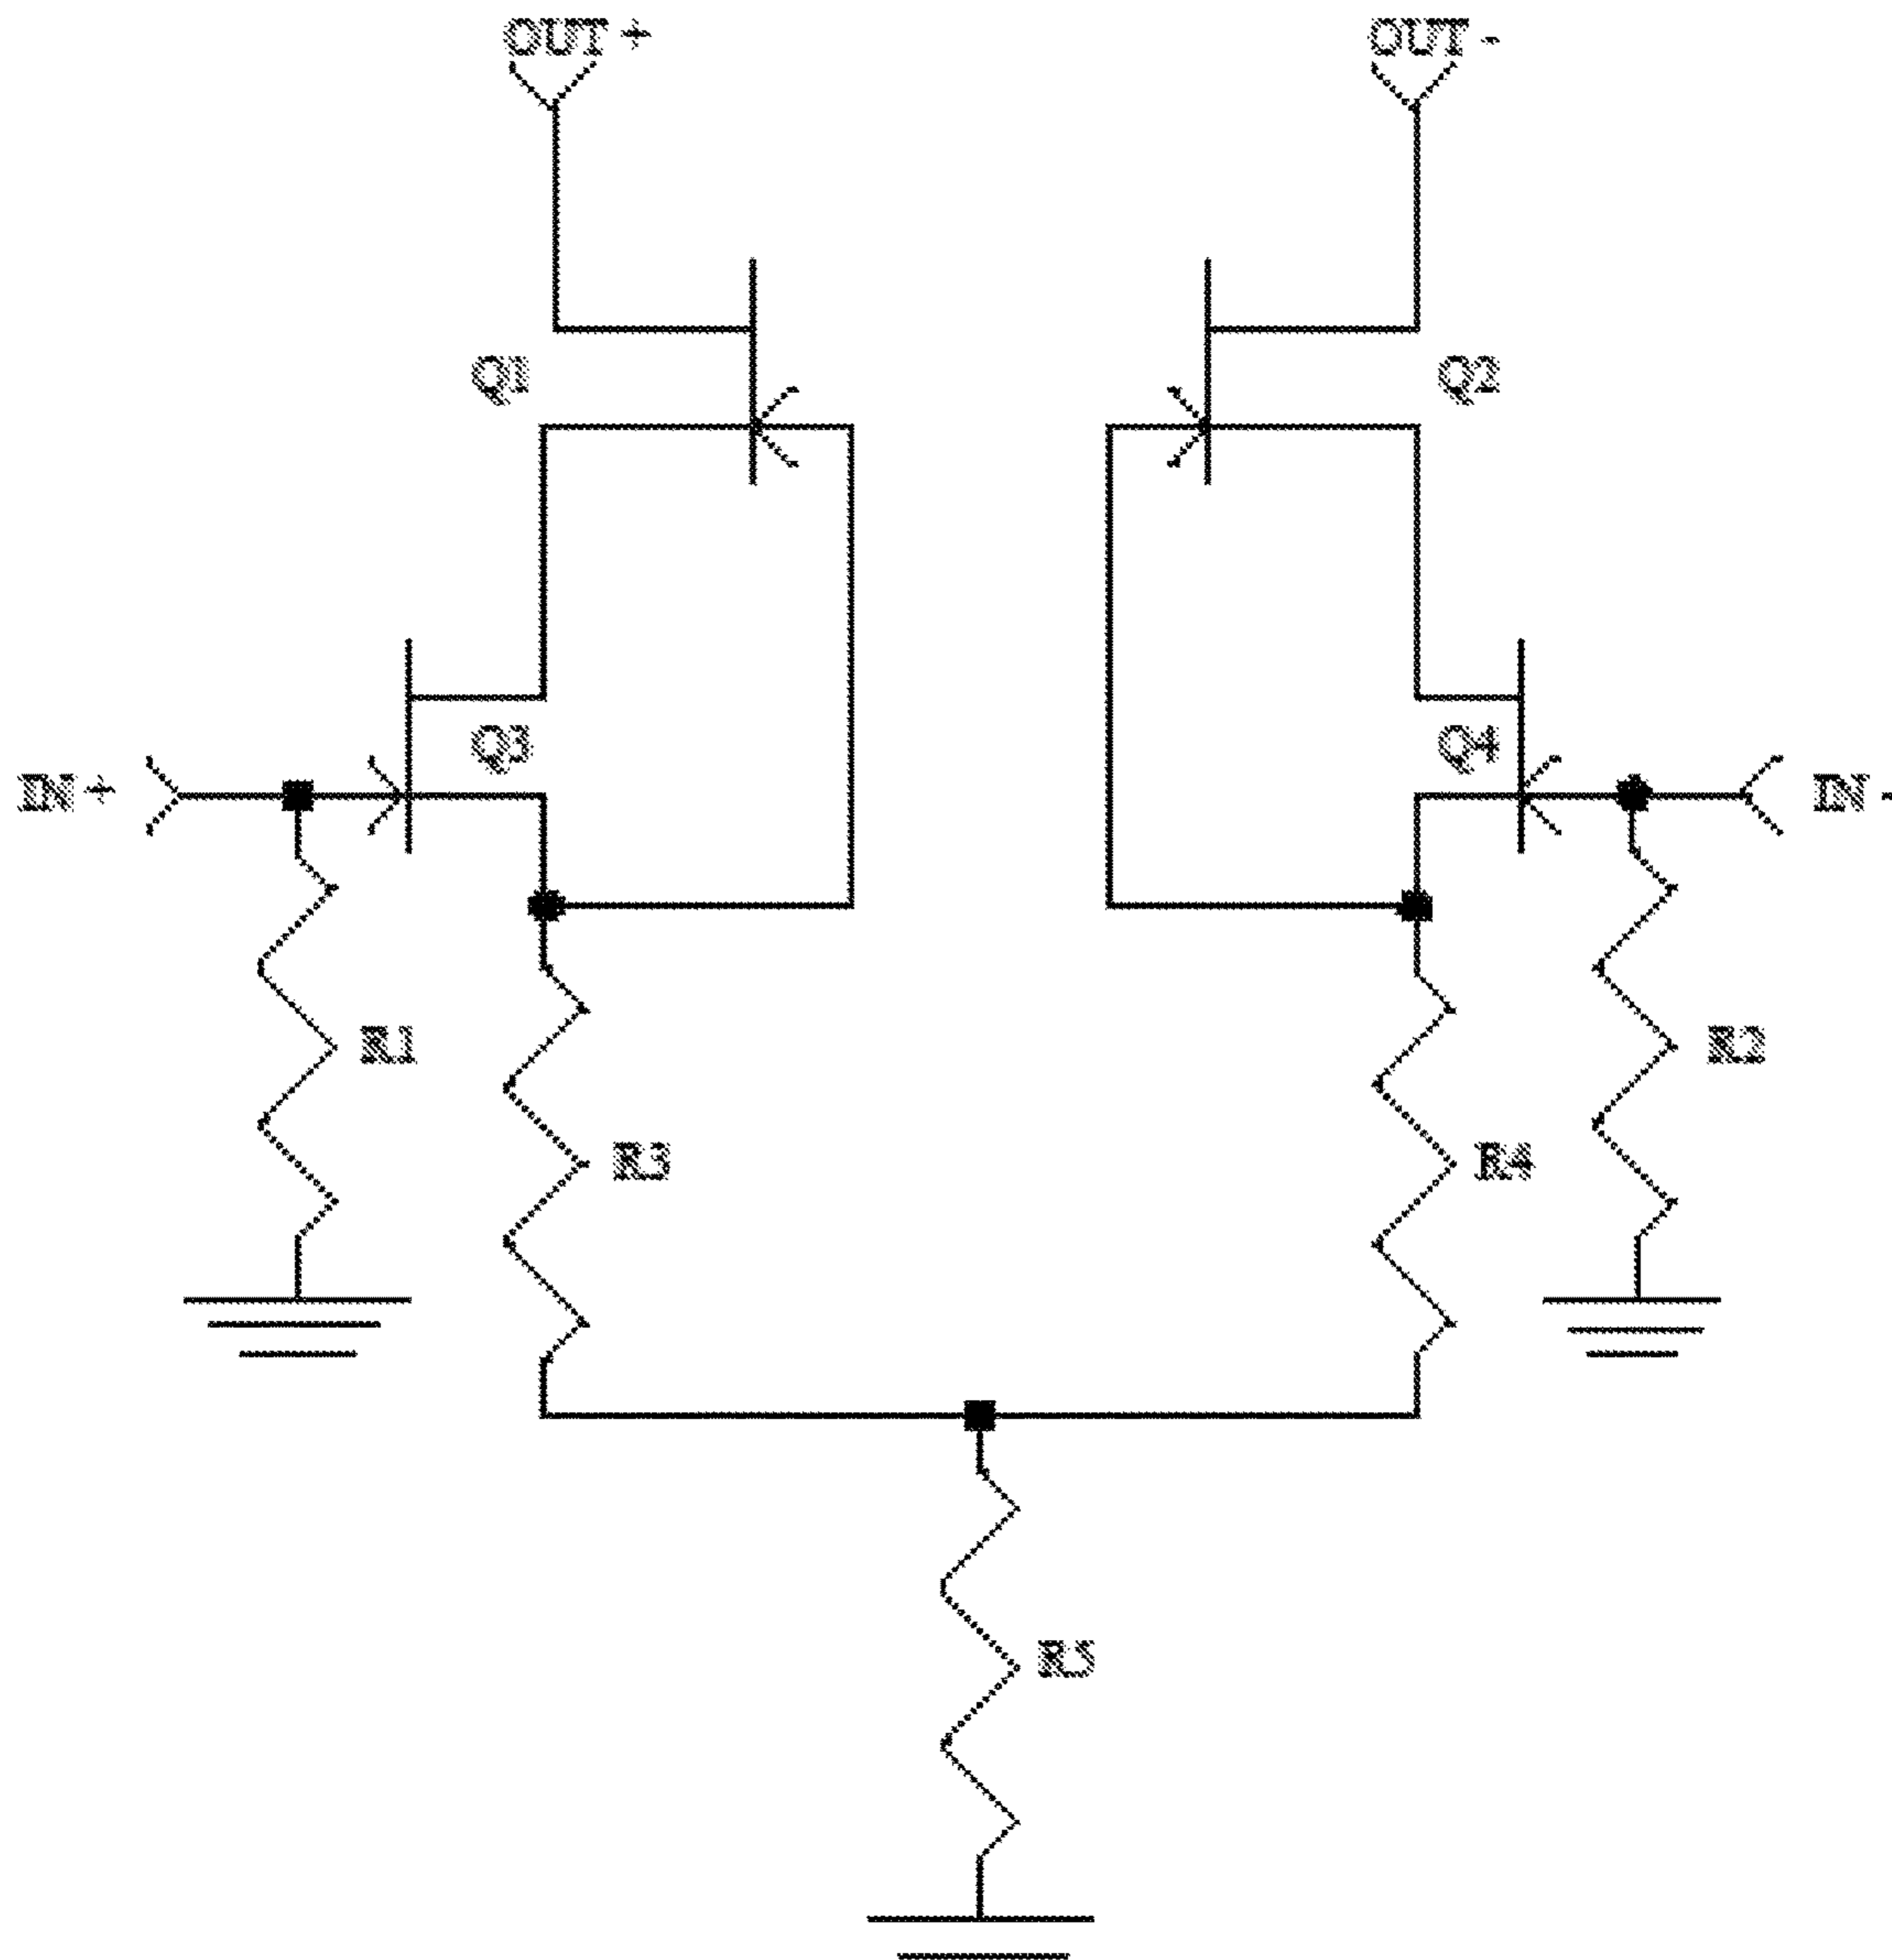 OUT + OUT -
Q1 Q2
Q3 Q4
IN + IN -
R1 R2
R3 R4
R5